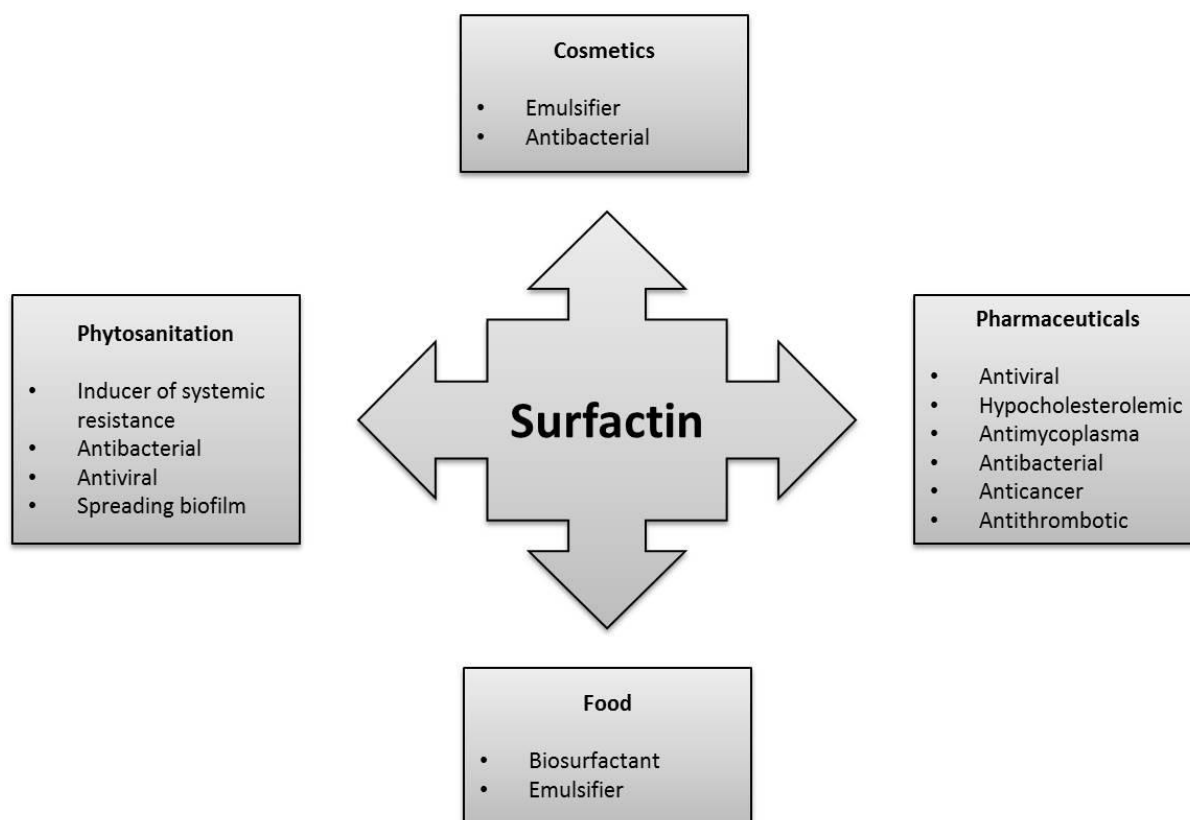 Cosmetics
• Emulsifier
• Antibacterial
Phytosanitation
• Inducer of systemic
resistance
• Antibacterial
• Antiviral
• Spreading biofilm
Surfactin
Pharmaceuticals
• Antiviral
• Hypocholesterolemic
• Antimycoplasma
• Antibacterial
• Anticancer
• Antithrombotic
Food
• Biosurfactant
• Emulsifier